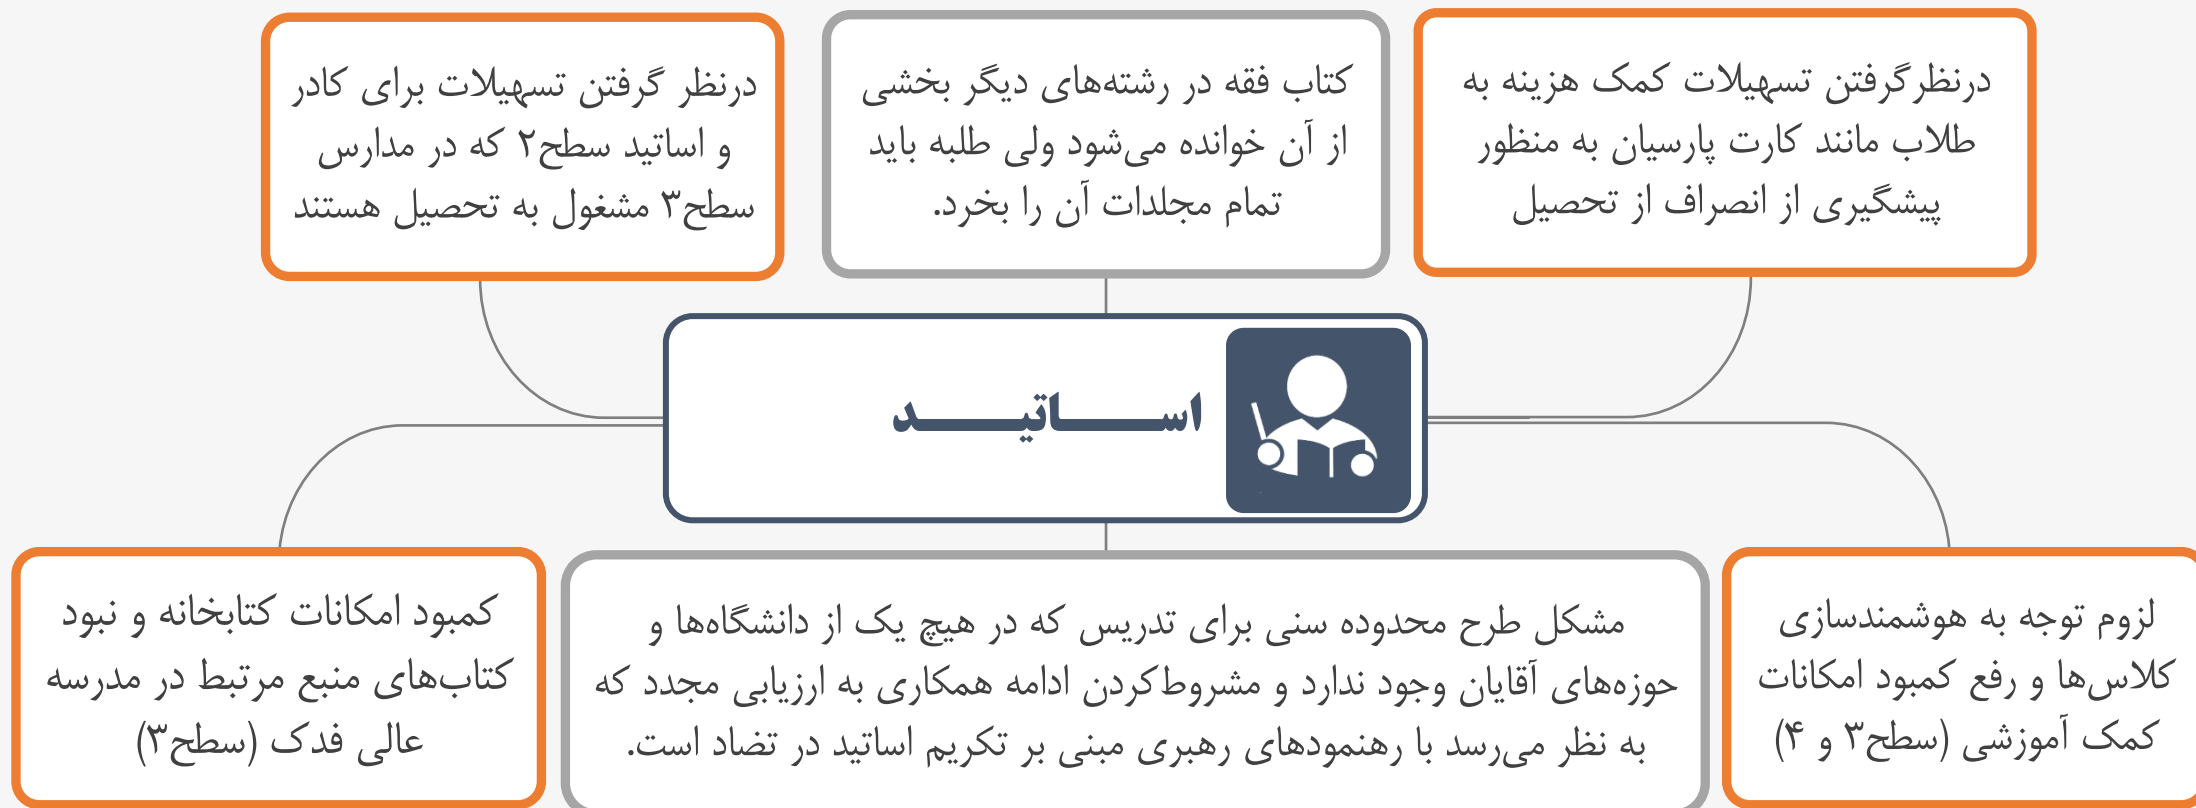 درنظرگرفتن تسهیلات کمک هزینه به
طلاب مانند کارت پارسیان به منظور
پیشگیری از انصراف از تحصیل
کتاب فقه در رشته‌های دیگر بخشی
از آن خوانده می‌شود ولی طلبه باید
تمام مجلدات آن را بخرد.
درنظر گرفتن تسهیلات برای کادر
و اساتید سطح۲ که در مدارس
سطح۳ مشغول به تحصیل هستند
اســـــاتیـــــد
لزوم توجه به هوشمندسازی
کلاس‌ها و رفع کمبود امکانات
کمک آموزشی (سطح۳ و ۴)
مشکل طرح محدوده سنی برای تدریس که در هیچ یک از دانشگاه‌ها و
حوزه‌های آقایان وجود ندارد و مشروط‌کردن ادامه همکاری به ارزیابی مجدد که
به نظر می‌رسد با رهنمودهای رهبری مبنی بر تکریم اساتید در تضاد است.
کمبود امکانات کتابخانه و نبود
کتاب‌های منبع مرتبط در مدرسه
عالی فدک (سطح۳)